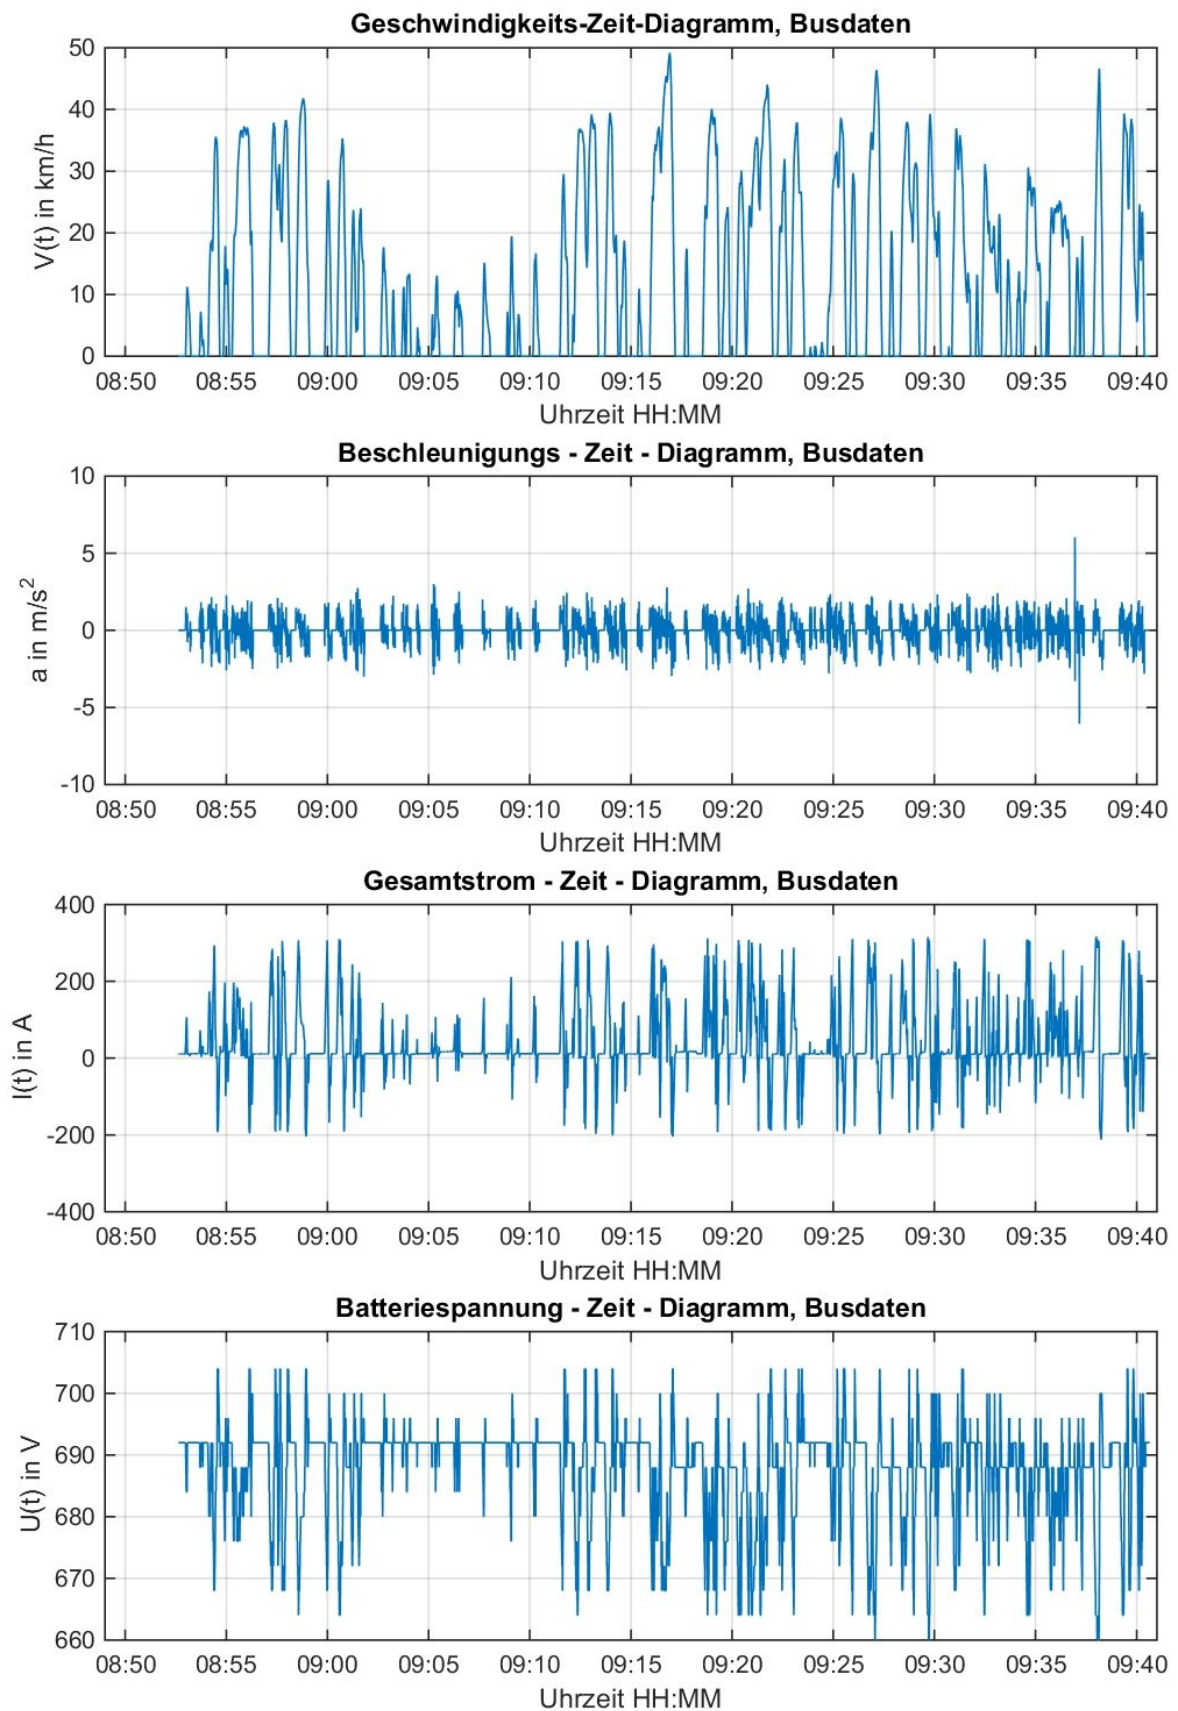 Geschwindigkeits-Zeit-Diagramm, Busdaten
50
40
30
20
10
0
V(t) in km/h
08:50 08:55 09:00 09:05 09:10 09:15 09:20 09:25 09:30 09:35 09:40
Uhrzeit HH:MM
Beschleunigungs - Zeit - Diagramm, Busdaten
10
5
0
-5
-10
a in m/s²
08:50 08:55 09:00 09:05 09:10 09:15 09:20 09:25 09:30 09:35 09:40
Uhrzeit HH:MM
Gesamtstrom - Zeit - Diagramm, Busdaten
400
200
0
-200
-400
I(t) in A
08:50 08:55 09:00 09:05 09:10 09:15 09:20 09:25 09:30 09:35 09:40
Uhrzeit HH:MM
Batteriespannung - Zeit - Diagramm, Busdaten
710
700
690
680
670
660
U(t) in V
08:50 08:55 09:00 09:05 09:10 09:15 09:20 09:25 09:30 09:35 09:40
Uhrzeit HH:MM